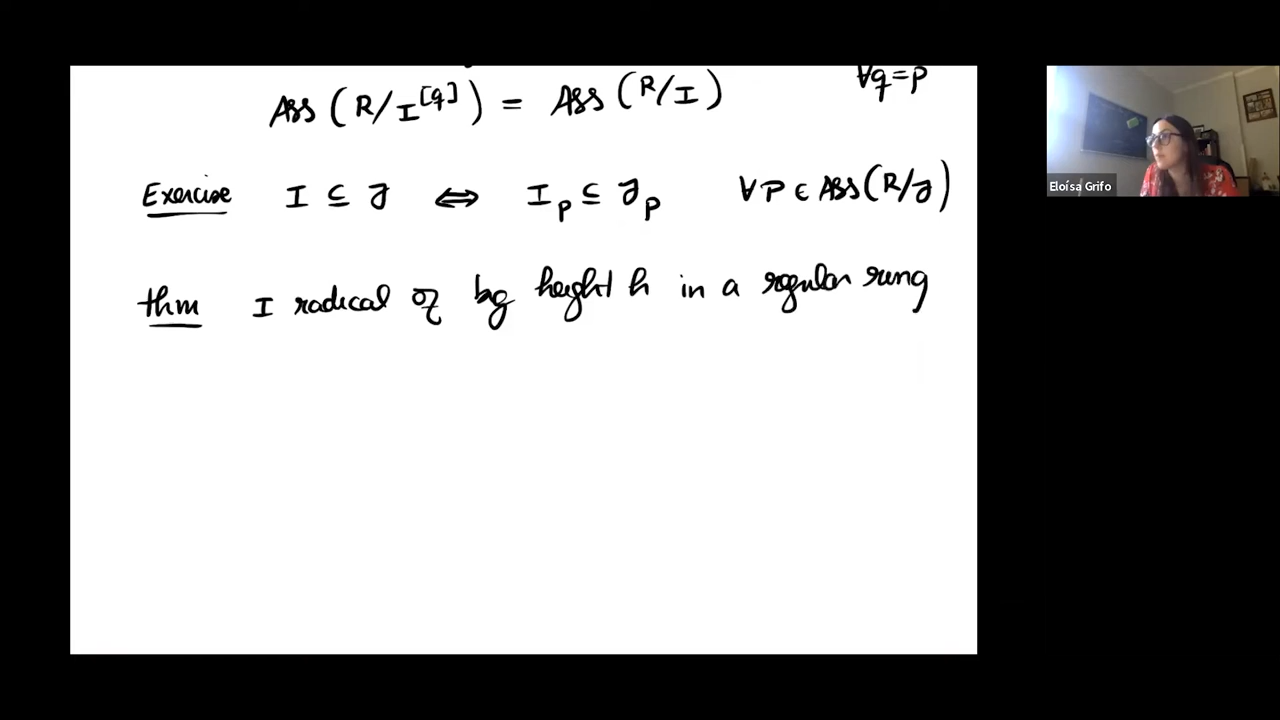 Ass (R/I^[q]) = Ass (R/I) ∀q=p
Exercise I ⊆ J ⟺ I_P ⊆ J_P ∀P ∈ Ass(R/J)
Thm I radical of big height h in a regular ring
Eloísa Grifo